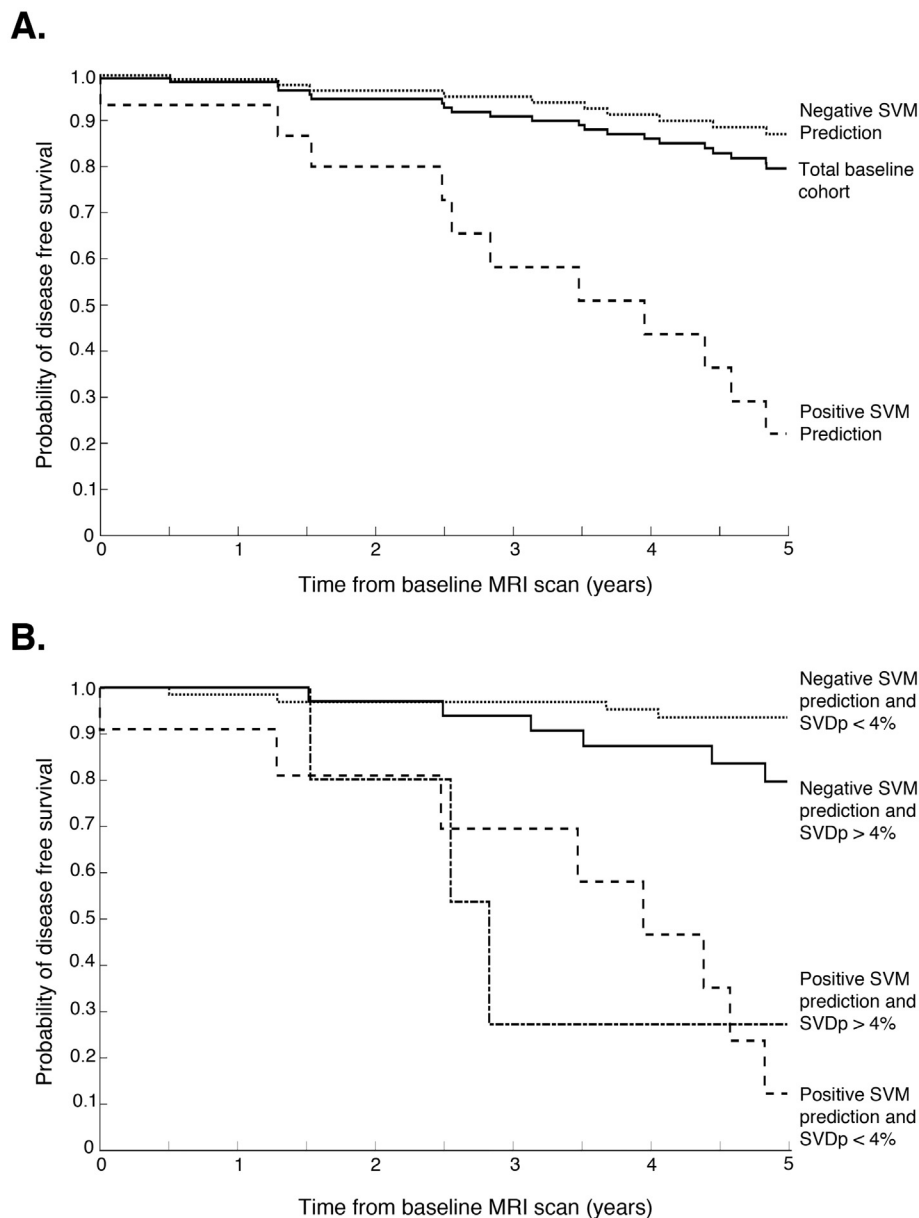 A.
Probability of disease free survival
1.0
0.9
0.8
0.7
0.6
0.5
0.4
0.3
0.2
0.1
0
0 1 2 3 4 5
Time from baseline MRI scan (years)
Negative SVM
Prediction
Total baseline
cohort
Positive SVM
Prediction
B.
Probability of disease free survival
1.0
0.9
0.8
0.7
0.6
0.5
0.4
0.3
0.2
0.1
0
0 1 2 3 4 5
Time from baseline MRI scan (years)
Negative SVM
prediction and
SVDp < 4%
Negative SVM
prediction and
SVDp > 4%
Positive SVM
prediction and
SVDp > 4%
Positive SVM
prediction and
SVDp < 4%